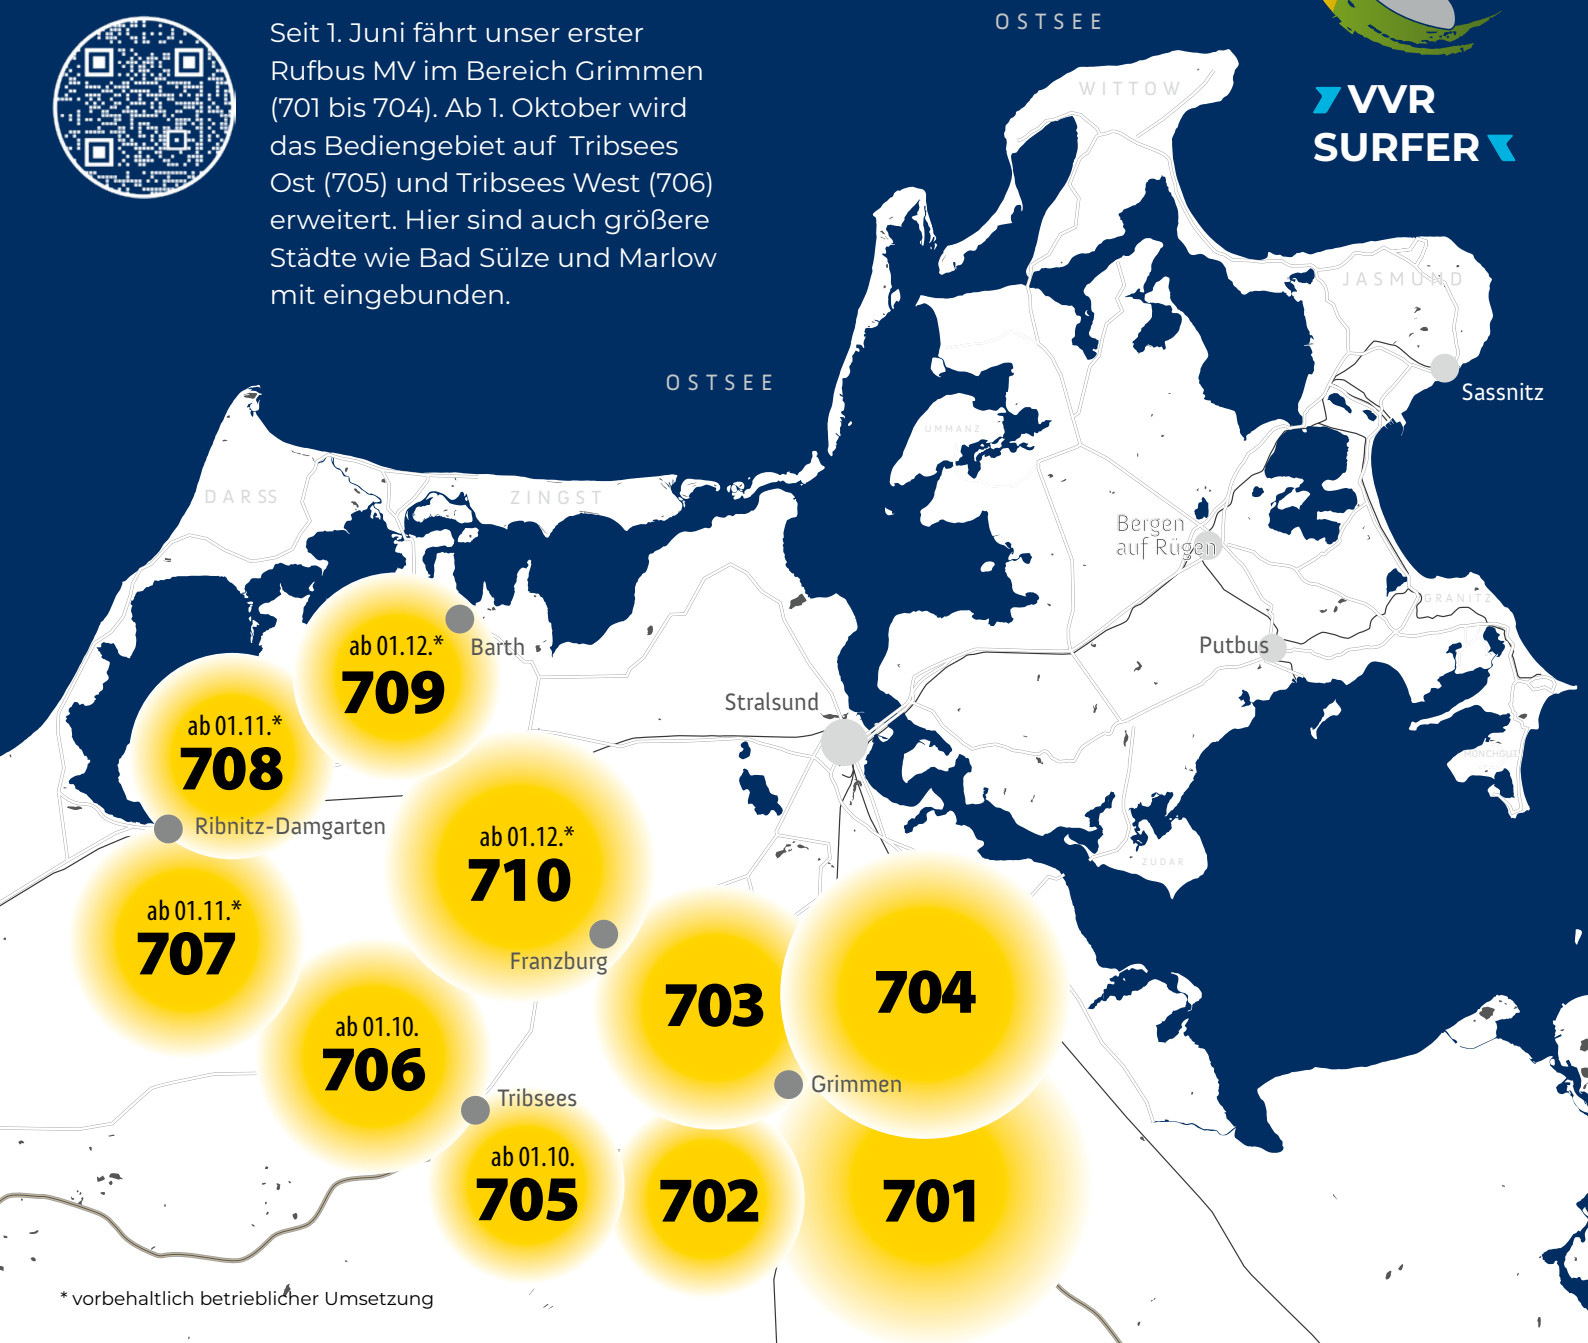 Seit 1. Juni fährt unser erster
Rufbus MV im Bereich Grimmen
(701 bis 704). Ab 1. Oktober wird
das Bediengebiet auf Tribsees
Ost (705) und Tribsees West (706)
erweitert. Hier sind auch größere
Städte wie Bad Sülze und Marlow
mit eingebunden.
OSTSEE
VVR
SURFER
WITTOW
JASMUND
Sassnitz
OSTSEE
UMMANZ
DARSS
ZINGST
Bergen
auf Rügen
GRANITZ
Putbus
MÖNCHGUT
ZUDAR
Stralsund
Barth
ab 01.12.*
709
ab 01.11.*
708
Ribnitz-Damgarten
ab 01.12.*
710
Franzburg
ab 01.11.*
707
703
704
ab 01.10.
706
Grimmen
Tribsees
ab 01.10.
705
702
701
* vorbehaltlich betrieblicher Umsetzung